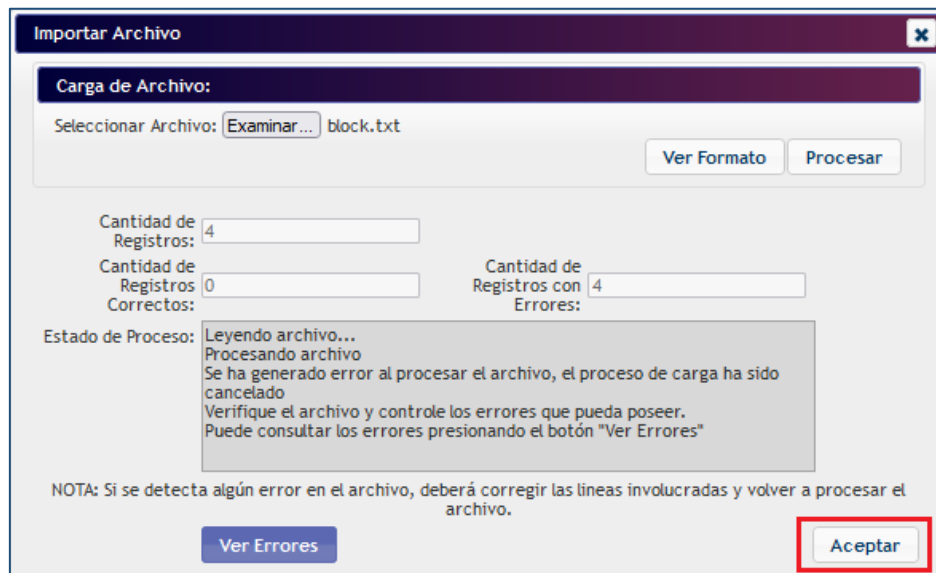 Importar Archivo
Carga de Archivo:
Seleccionar Archivo: Examinar... block.txt
Ver Formato Procesar
Cantidad de
Registros: 4
Cantidad de
Registros
Correctos: 0
Cantidad de
Registros con
Errores: 4
Estado de Proceso: Leyendo archivo...
Procesando archivo
Se ha generado error al procesar el archivo, el proceso de carga ha sido
cancelado
Verifique el archivo y controle los errores que pueda poseer.
Puede consultar los errores presionando el botón "Ver Errores"
NOTA: Si se detecta algún error en el archivo, deberá corregir las lineas involucradas y volver a procesar el
archivo.
Ver Errores Aceptar